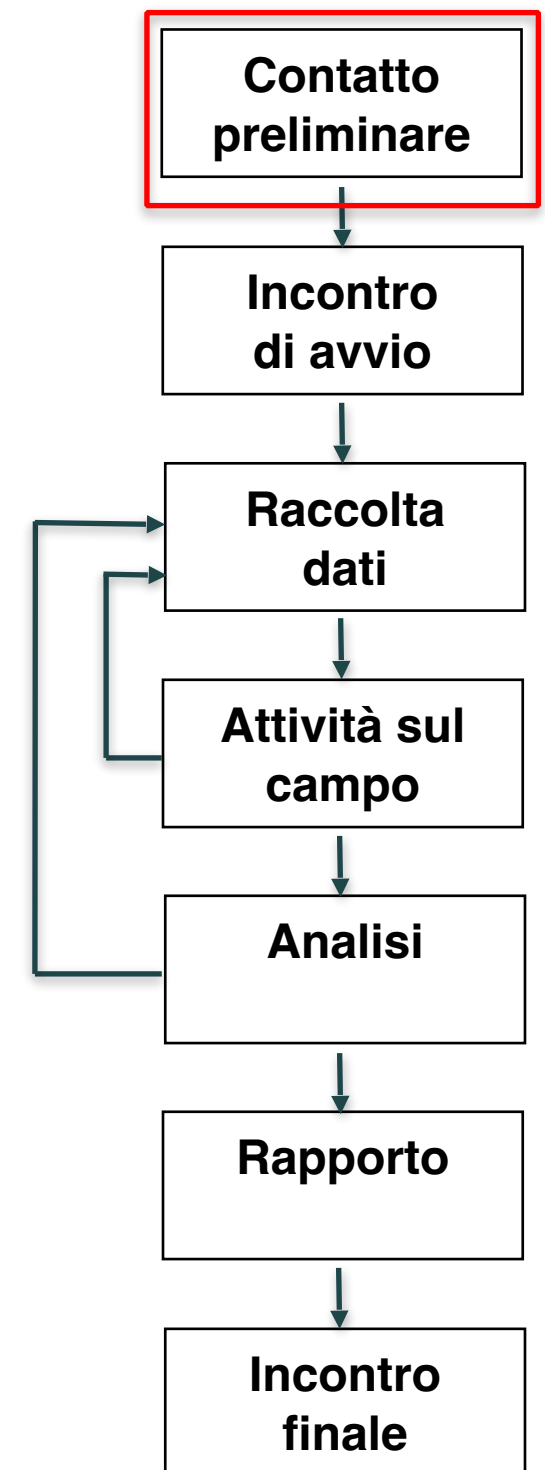 Contatto
preliminare
Incontro
di avvio
Raccolta
dati
Attività sul
campo
Analisi
Rapporto
Incontro
finale